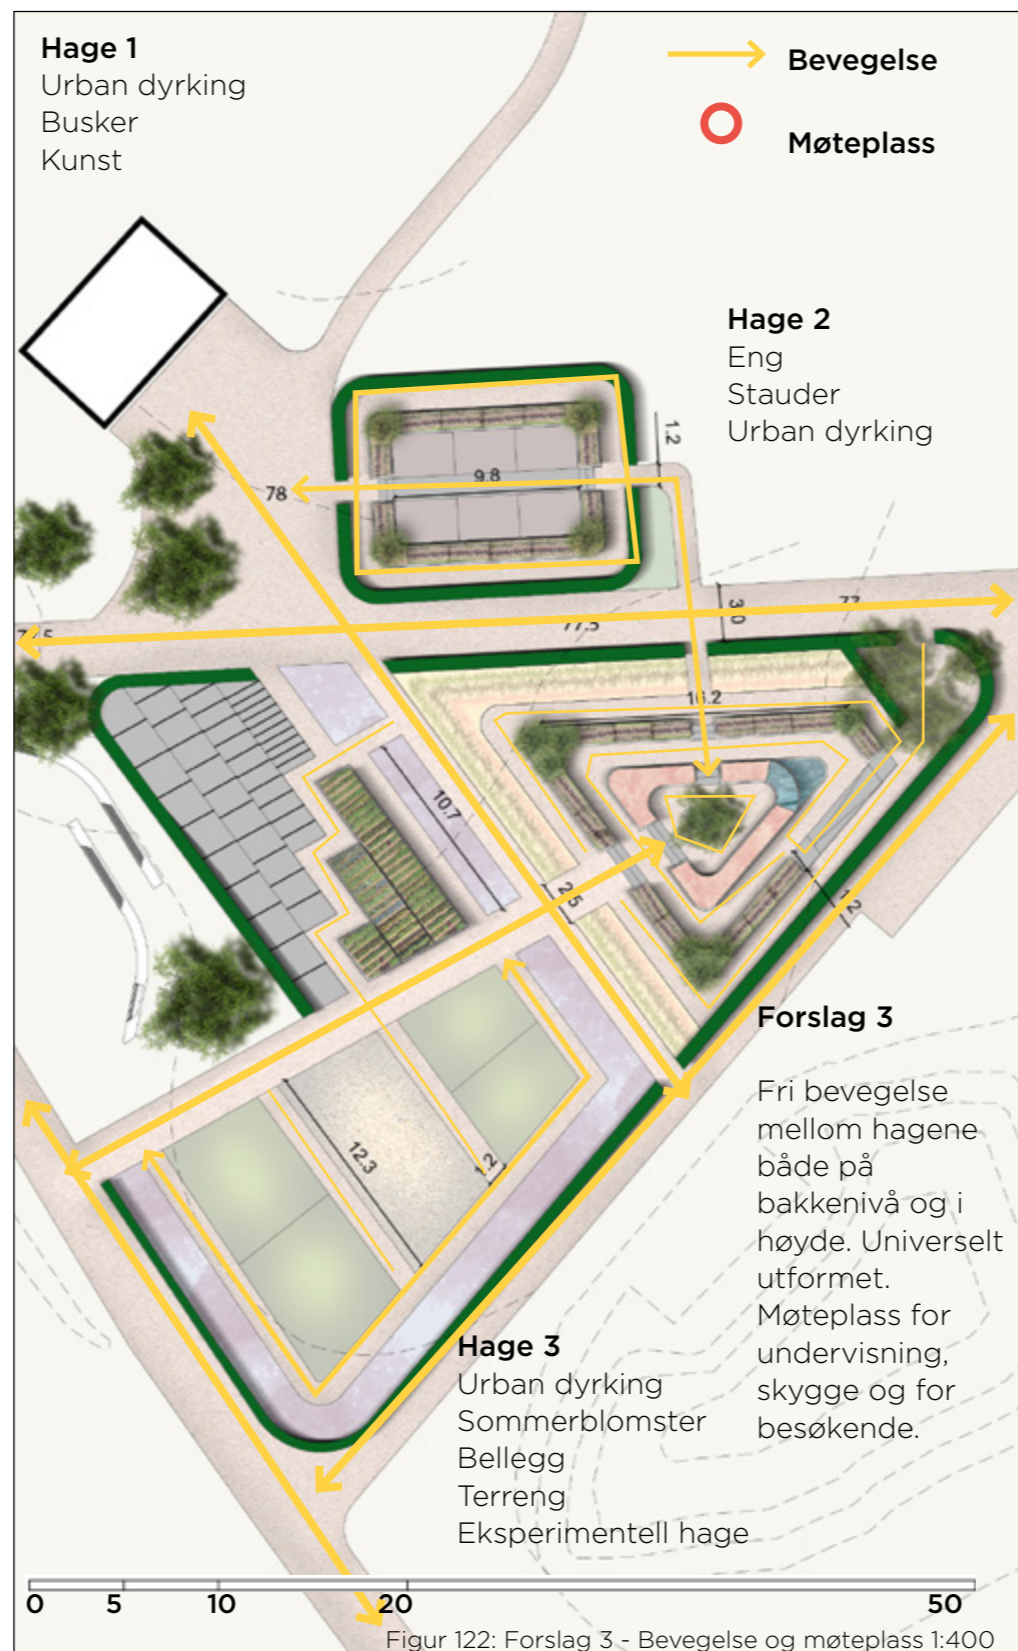 Hage 1
Urban dyrking
Busker
Kunst
Bevegelse
Møteplass
Hage 2
Eng
Stauder
Urban dyrking
1.2
9.8
78
3.0
77
77.5
16.2
10.7
2.5
1.2
12.3
1.2
Forslag 3
Fri bevegelse
mellom hagene
både på
bakkenivå og i
høyde. Universelt
utformet.
Møteplass for
undervisning,
skygge og for
besøkende.
Hage 3
Urban dyrking
Sommerblomster
Bellegg
Terreng
Eksperimentell hage
0 5 10 20 50
Figur 122: Forslag 3 - Bevegelse og møteplass 1:400